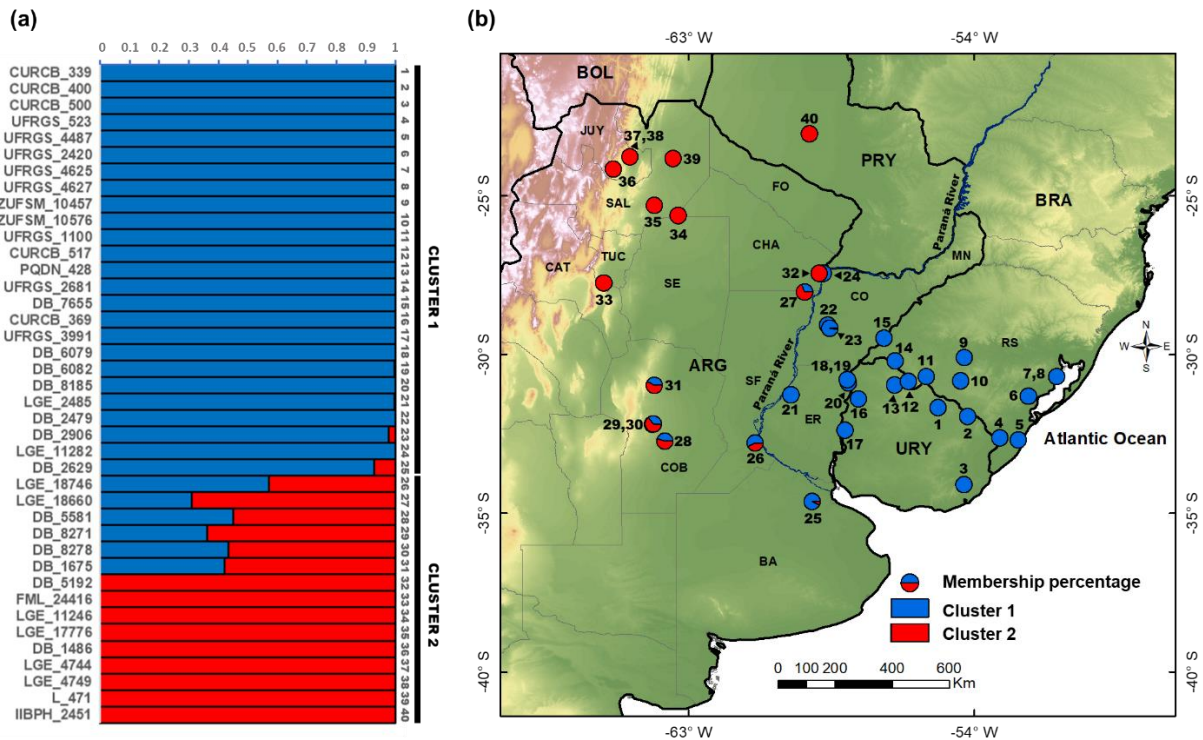 (a)
0 0.1 0.2 0.3 0.4 0.5 0.6 0.7 0.8 0.9 1
CURCB_339 1
CURCB_400 2
CURCB_500 3
UFRGS_523 4
UFRGS_4487 5
UFRGS_2420 6
UFRGS_4625 7
UFRGS_4627 8
ZUFSM_10457 9
ZUFSM_10576 10
UFRGS_1100 11
CURCB_517 12
PQDN_428 13
UFRGS_2681 14
DB_7655 15
CURCB_369 16
UFRGS_3991 17
DB_6079 18
DB_6082 19
DB_8185 20
LGE_2485 21
DB_2479 22
DB_2906 23
LGE_11282 24
DB_2629 25
LGE_18746 26
LGE_18660 27
DB_5581 28
DB_8271 29
DB_8278 30
DB_1675 31
DB_5192 32
FML_24416 33
LGE_11246 34
LGE_17776 35
DB_1486 36
LGE_4744 37
LGE_4749 38
L_471 39
IIBPH_2451 40
CLUSTER 1
CLUSTER 2
(b)
-63° W -54° W
BOL
JUY
37,38
39
40
PRY
36
SAL
FO
-25° S
-25° S
35
34
Paraná River
BRA
CHA
TUC
CAT
MN
SE
32
24
33
27
CO
22
23
15
14
9
RS
N
W E
S
-30° S
-30° S
ARG
31
18,19
11
7,8
SF
20
13
12
10
6
Paraná River
21
16
1
2
29,30
ER
28
COB
26
17
URY
4
5
Atlantic Ocean
3
-35° S
-35° S
25
BA
Membership percentage
Cluster 1
Cluster 2
0 100 200 400 600
Km
-40° S
-40° S
-63° W -54° W